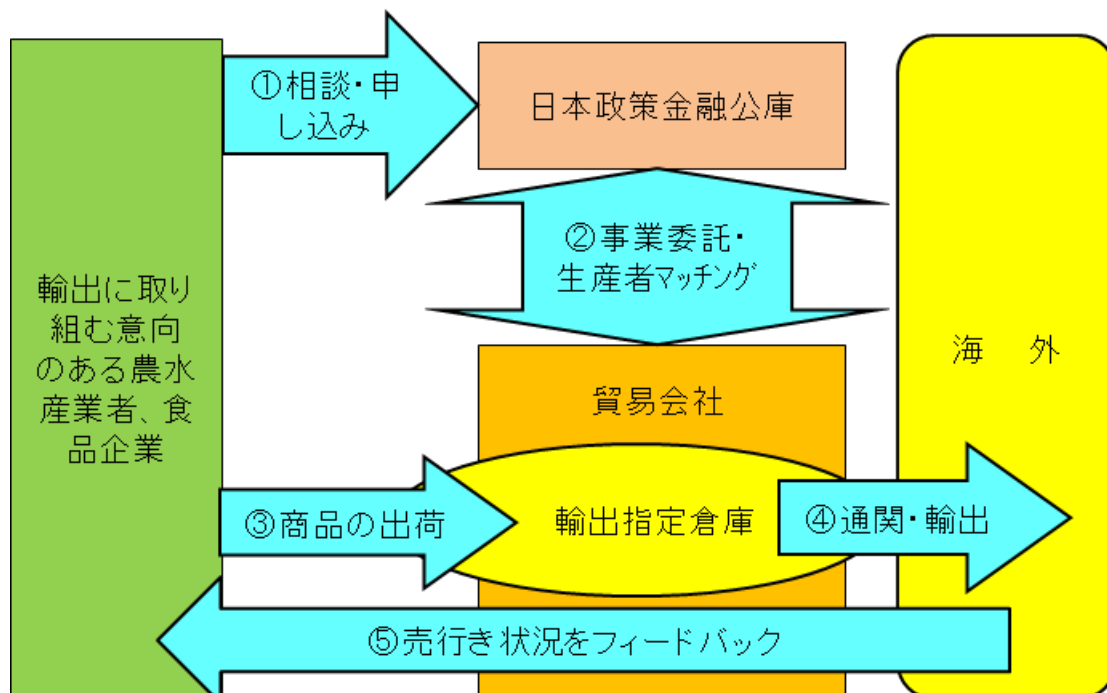 ①相談・申
し込み
日本政策金融公庫
②事業委託・
生産者マッチング
輸出に取り
組む意向
のある農水
産業者、食
品企業
海　外
貿易会社
③商品の出荷
輸出指定倉庫
④通関・輸出
⑤売行き状況をフィードバック